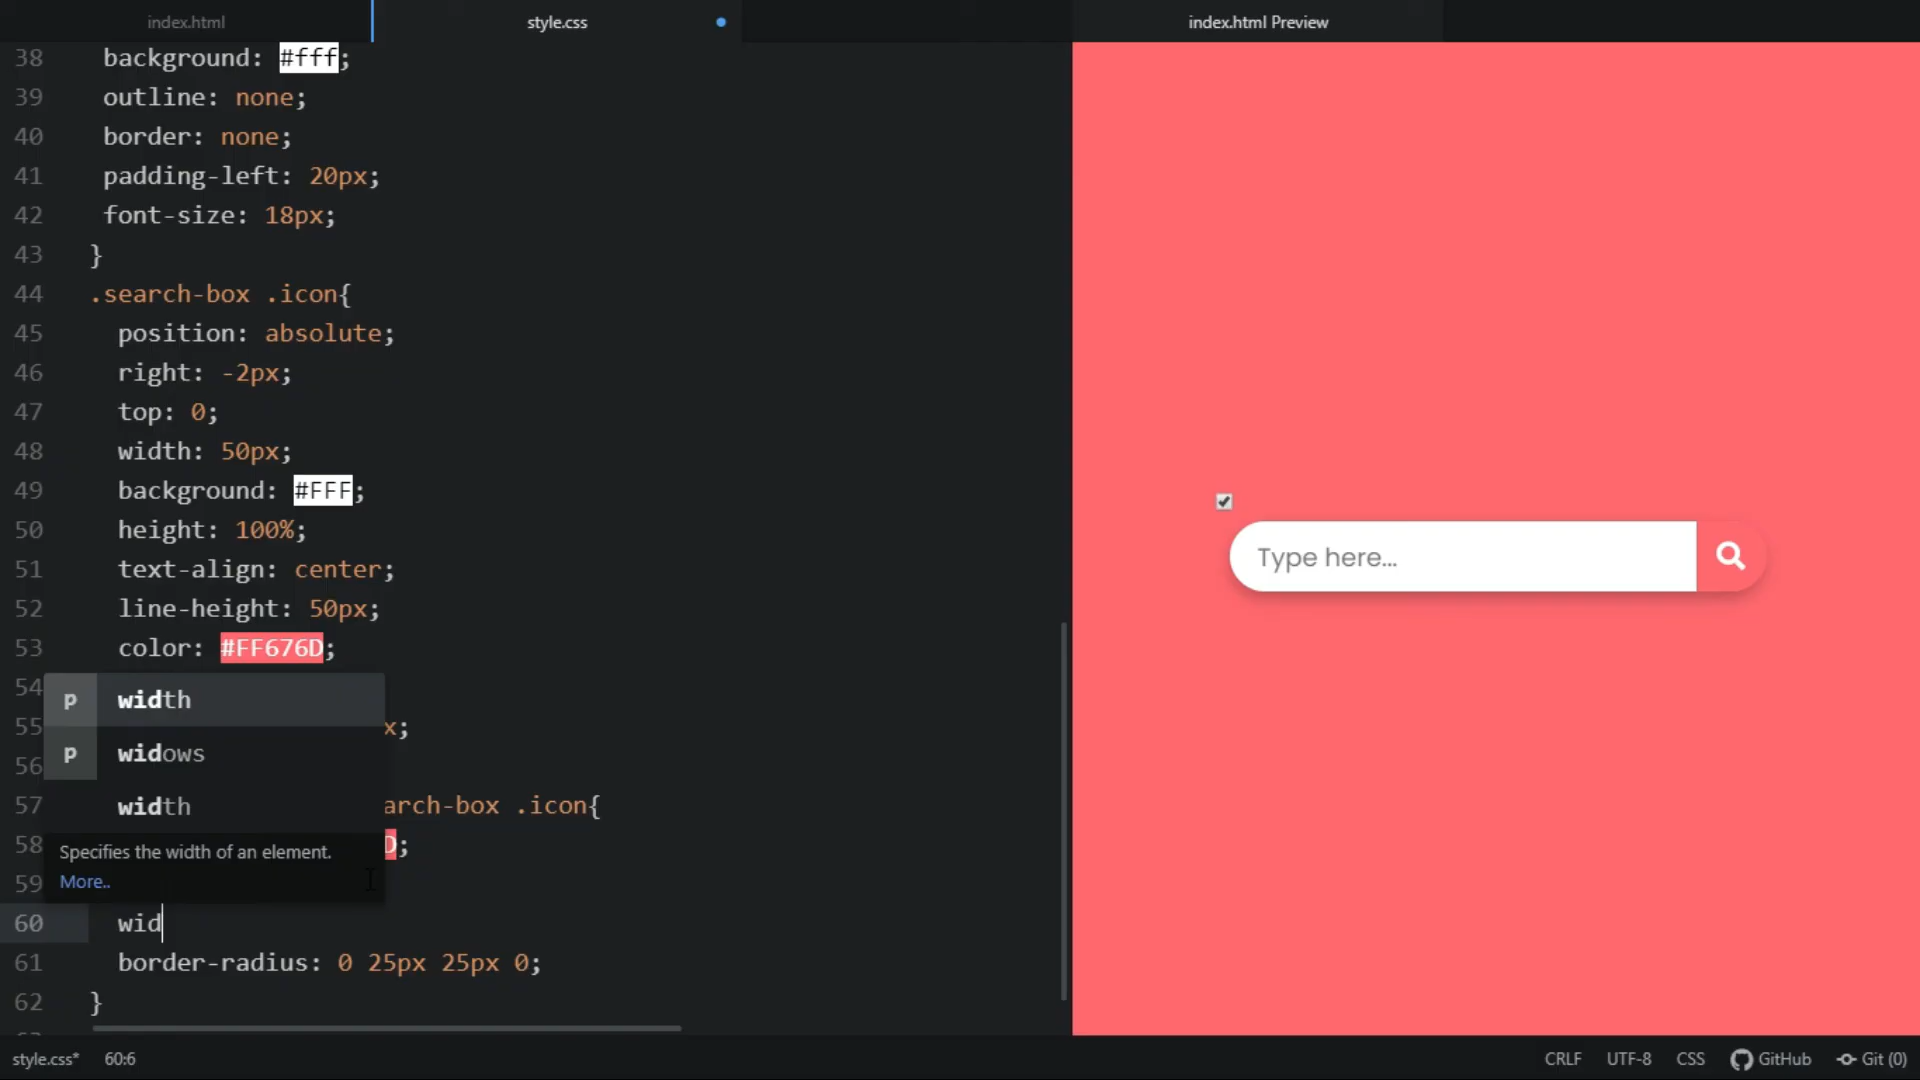 index.html
style.css
index.html Preview
38 background: #fff;
39 outline: none;
40 border: none;
41 padding-left: 20px;
42 font-size: 18px;
43 }
44 .search-box .icon{
45 position: absolute;
46 right: -2px;
47 top: 0;
48 width: 50px;
49 background: #FFF;
50 height: 100%;
51 text-align: center;
52 line-height: 50px;
53 color: #FF676D;
54
p width
55 x;
p widows
56
57 arch-box .icon{
width
58 D;
Specifies the width of an element.
59
More..
60 wid
61 border-radius: 0 25px 25px 0;
62 }
Type here...
style.css* 60:6
CRLF UTF-8 CSS GitHub Git (0)